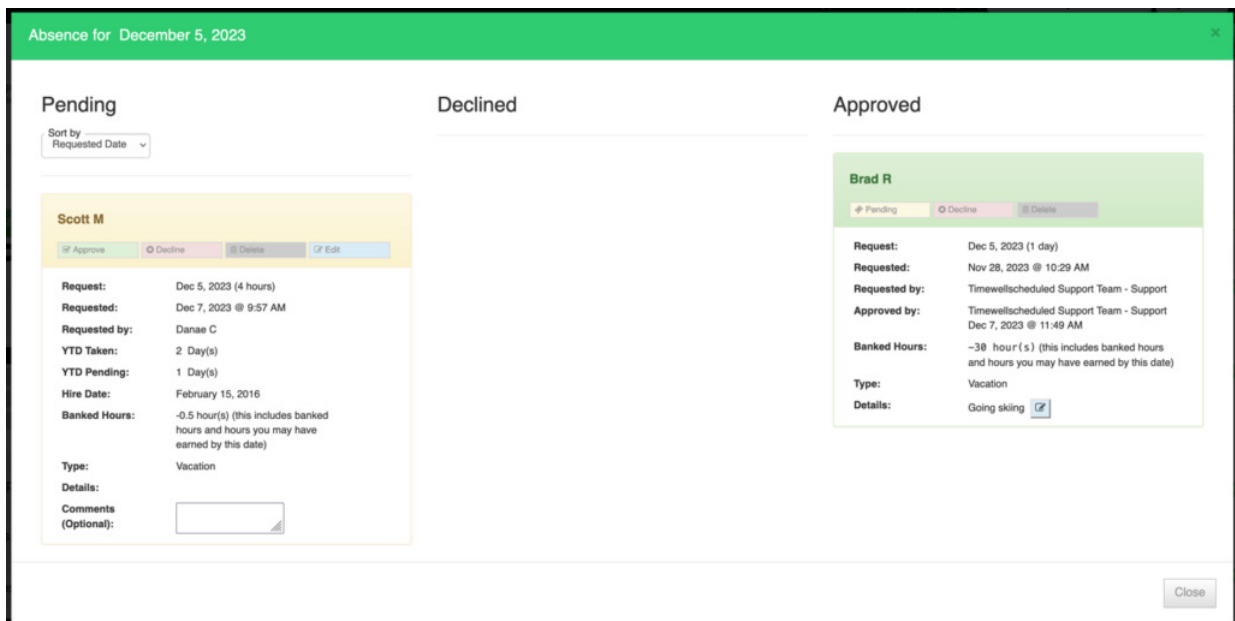 Absence for December 5, 2023
×
Pending
Sort by
Requested Date
Scott M
Approve
Decline
Delete
Edit
Request: Dec 5, 2023 (4 hours)
Requested: Dec 7, 2023 @ 9:57 AM
Requested by: Danae C
YTD Taken: 2 Day(s)
YTD Pending: 1 Day(s)
Hire Date: February 15, 2016
Banked Hours: -0.5 hour(s) (this includes banked
hours and hours you may have
earned by this date)
Type: Vacation
Details:
Comments
(Optional):
Declined
Approved
Brad R
Pending
Decline
Delete
Request: Dec 5, 2023 (1 day)
Requested: Nov 28, 2023 @ 10:29 AM
Requested by: Timewellscheduled Support Team - Support
Approved by: Timewellscheduled Support Team - Support
Dec 7, 2023 @ 11:49 AM
Banked Hours: ~30 hour(s) (this includes banked hours
and hours you may have earned by this date)
Type: Vacation
Details: Going skiing
Close